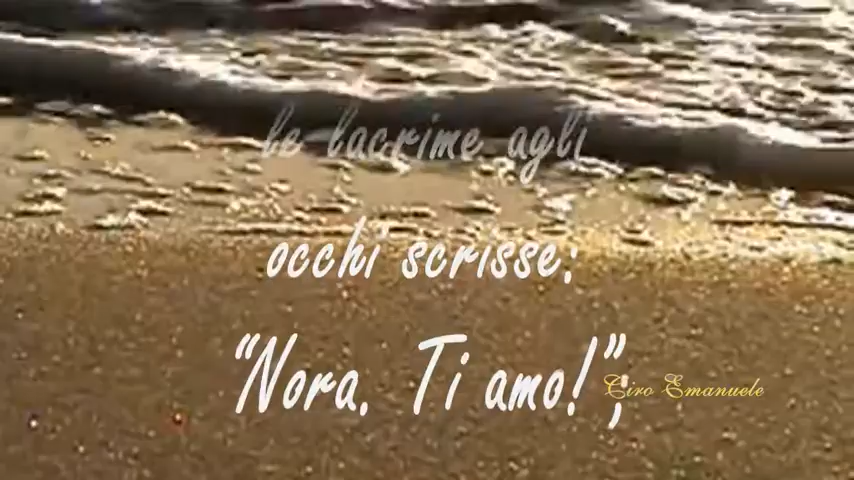 le lacrime agli
occhi scrisse:
"Nora. Ti amo!";
Ciro Emanuele